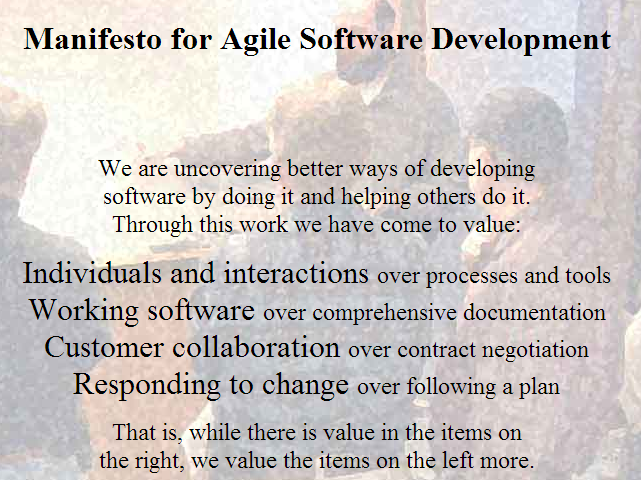 Manifesto for Agile Software Development
We are uncovering better ways of developing
software by doing it and helping others do it.
Through this work we have come to value:
Individuals and interactions over processes and tools
Working software over comprehensive documentation
Customer collaboration over contract negotiation
Responding to change over following a plan
That is, while there is value in the items on
the right, we value the items on the left more.